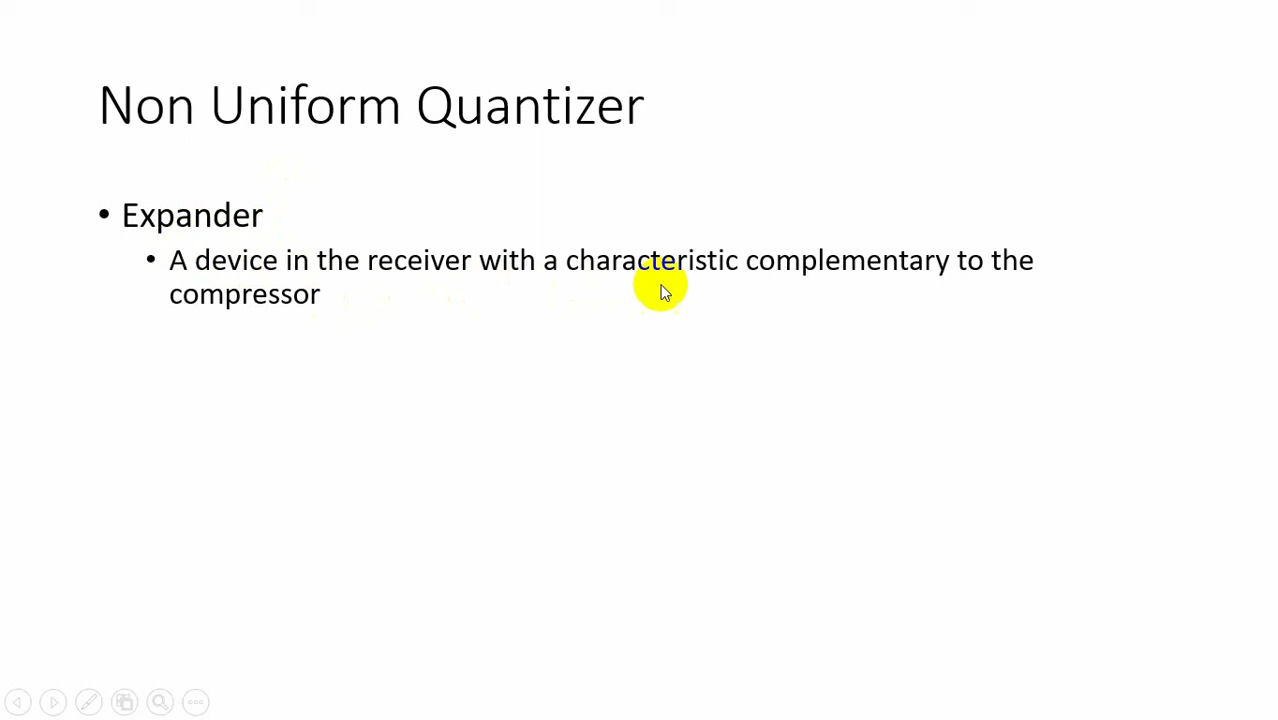 Non Uniform Quantizer
• Expander
• A device in the receiver with a characteristic complementary to the
compressor